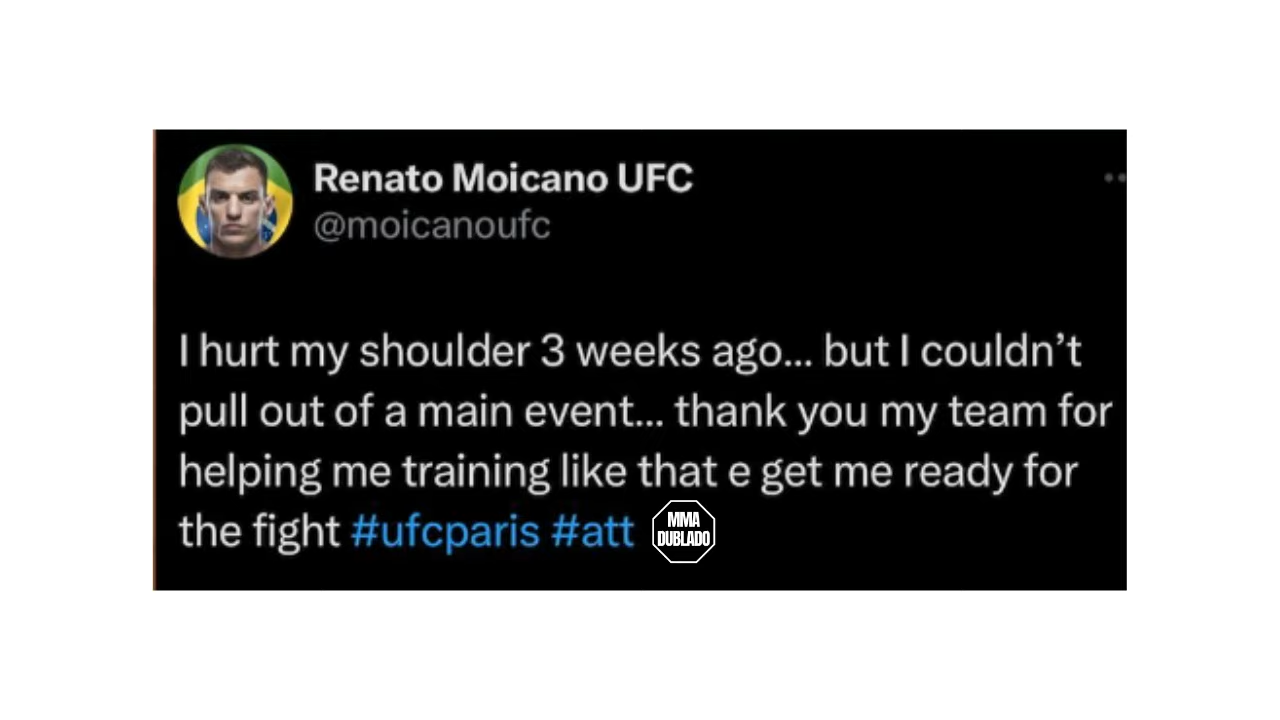 Renato Moicano UFC
@moicanoufc
I hurt my shoulder 3 weeks ago... but I couldn’t
pull out of a main event... thank you my team for
helping me training like that e get me ready for
the fight #ufcparis #att
MMA
DUBLADO